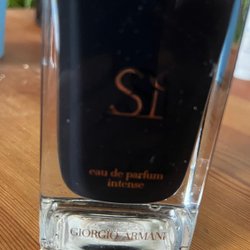 Sì
eau de parfum
intense
GIORGIO ARMANI